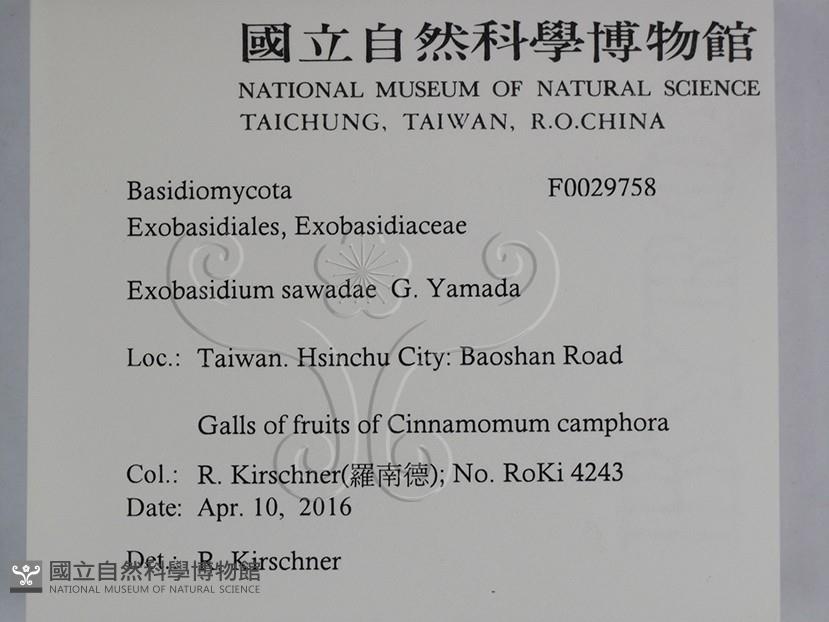 國立自然科學博物館
NATIONAL MUSEUM OF NATURAL SCIENCE
TAICHUNG, TAIWAN, R.O.CHINA
Basidiomycota F0029758
Exobasidiales, Exobasidiaceae
Exobasidium sawadae G. Yamada
Loc.: Taiwan. Hsinchu City: Baoshan Road
Galls of fruits of Cinnamomum camphora
Col.: R. Kirschner(羅南德); No. RoKi 4243
Date: Apr. 10, 2016
Det.: R. Kirschner
國立自然科學博物館
NATIONAL MUSEUM OF NATURAL SCIENCE